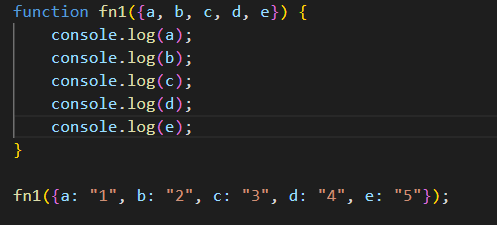 function fn1({a, b, c, d, e}) {
    console.log(a);
    console.log(b);
    console.log(c);
    console.log(d);
    console.log(e);
}

fn1({a: "1", b: "2", c: "3", d: "4", e: "5"});